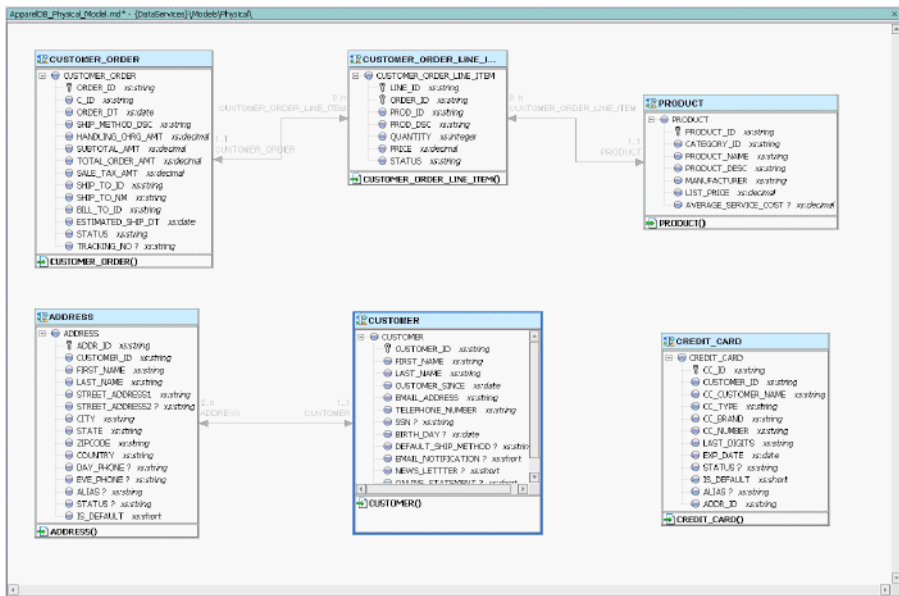 ApparelDB_Physical_Model.md* - {DataServices}\Models\Physical\
CUSTOMER_ORDER
CUSTOMER_ORDER
ORDER_ID xs:string
C_ID xs:string
ORDER_DT xs:date
SHIP_METHOD_DSC xs:string
HANDLING_CHRG_AMT xs:decimal
SUBTOTAL_AMT xs:decimal
TOTAL_ORDER_AMT xs:decimal
SALE_TAX_AMT xs:decimal
SHIP_TO_ID xs:string
SHIP_TO_NM xs:string
BILL_TO_ID xs:string
ESTIMATED_SHIP_DT xs:date
STATUS xs:string
TRACKING_NO ? xs:string
CUSTOMER_ORDER()
0..n
CUSTOMER_ORDER_LINE_ITEM
1..1
CUSTOMER_ORDER
CUSTOMER_ORDER_LINE_I...
CUSTOMER_ORDER_LINE_ITEM
LINE_ID xs:string
ORDER_ID xs:string
PROD_ID xs:string
PROD_DSC xs:string
QUANTITY xs:integer
PRICE xs:decimal
STATUS xs:string
CUSTOMER_ORDER_LINE_ITEM()
0..n
CUSTOMER_ORDER_LINE_ITEM
1..1
PRODUCT
PRODUCT
PRODUCT
PRODUCT_ID xs:string
CATEGORY_ID xs:string
PRODUCT_NAME xs:string
PRODUCT_DESC xs:string
MANUFACTURER xs:string
LIST_PRICE xs:decimal
AVERAGE_SERVICE_COST ? xs:decimal
PRODUCT()
ADDRESS
ADDRESS
ADDR_ID xs:string
CUSTOMER_ID xs:string
FIRST_NAME xs:string
LAST_NAME xs:string
STREET_ADDRESS1 xs:string
STREET_ADDRESS2 ? xs:string
CITY xs:string
STATE xs:string
ZIPCODE xs:string
COUNTRY xs:string
DAY_PHONE ? xs:string
EVE_PHONE ? xs:string
ALIAS ? xs:string
STATUS ? xs:string
IS_DEFAULT xs:short
ADDRESS()
0..n
ADDRESS
1..1
CUSTOMER
CUSTOMER
CUSTOMER
CUSTOMER_ID xs:string
FIRST_NAME xs:string
LAST_NAME xs:string
CUSTOMER_SINCE xs:date
EMAIL_ADDRESS xs:string
TELEPHONE_NUMBER xs:string
SSN ? xs:string
BIRTH_DAY ? xs:date
DEFAULT_SHIP_METHOD ? xs:strin
EMAIL_NOTIFICATION ? xs:short
NEWS_LETTTER ? xs:short
ONLINE_STATEMENT ? xs:short
CUSTOMER()
CREDIT_CARD
CREDIT_CARD
CC_ID xs:string
CUSTOMER_ID xs:string
CC_CUSTOMER_NAME xs:string
CC_TYPE xs:string
CC_BRAND xs:string
CC_NUMBER xs:string
LAST_DIGITS xs:string
EXP_DATE xs:date
STATUS ? xs:string
IS_DEFAULT xs:short
ALIAS ? xs:string
ADDR_ID xs:string
CREDIT_CARD()